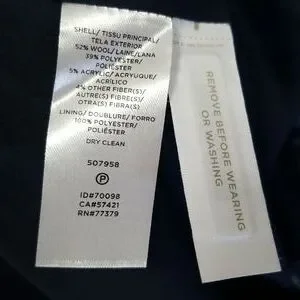 SHELL/ TISSU PRINCIPAL/
TELA EXTERIOR
52% WOOL/ LAINE/LANA
39% POLYESTER/
POLIÉSTER
5% ACRYLIC/ ACRYLIQUE/
ACRÍLICO
4% OTHER FIBER(S)/
AUTRE(S) FIBRE(S)/
OTRA(S) FIBRA(S)
LINING/ DOUBLURE/ FORRO
100% POLYESTER/
POLIÉSTER
DRY CLEAN
507958
P
ID#70098
CA#57421
RN#77379
REMOVE BEFORE WEARING
OR WASHING